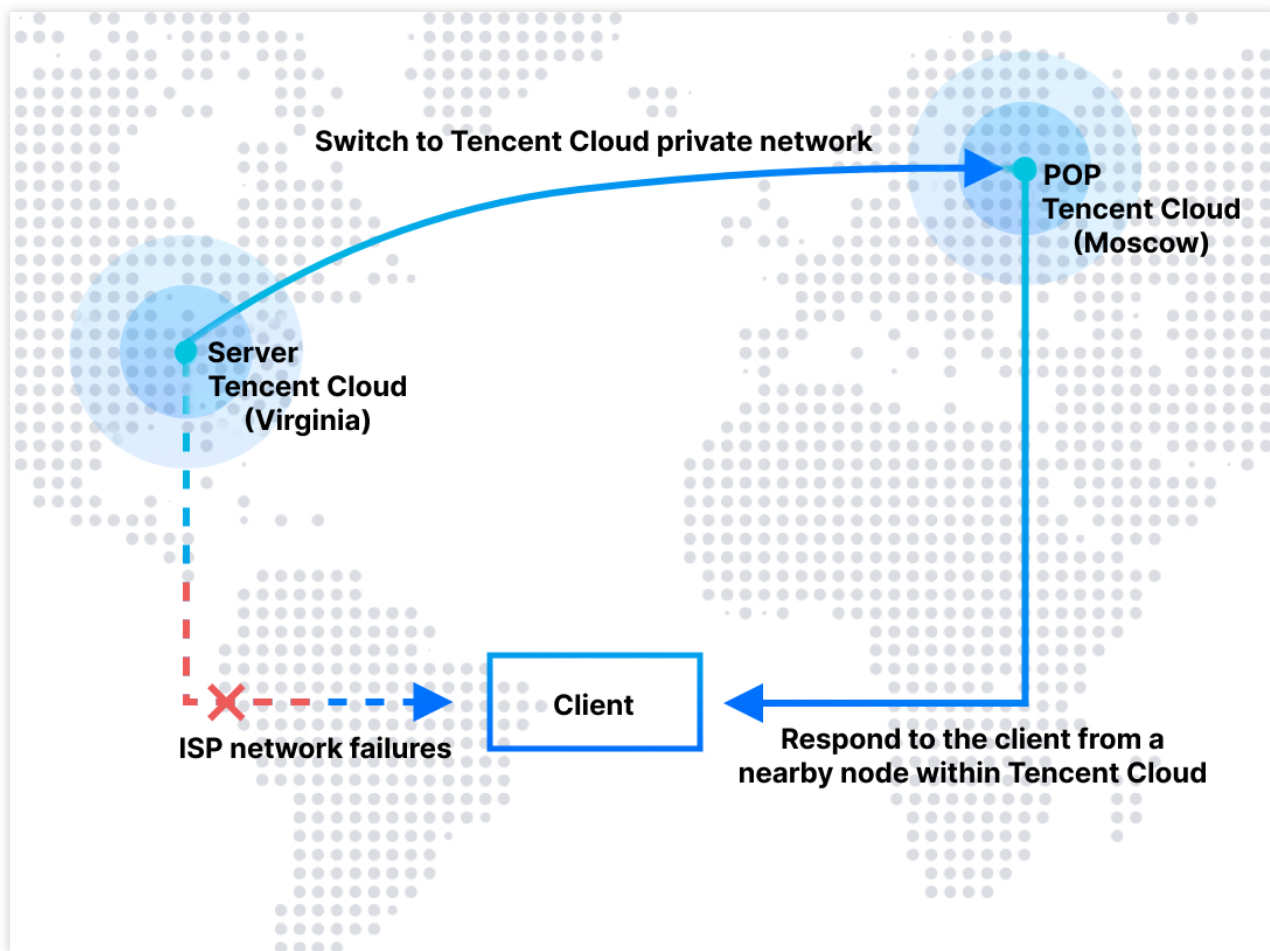 Switch to Tencent Cloud private network
POP
Tencent Cloud
(Moscow)
Server
Tencent Cloud
(Virginia)
Client
ISP network failures
Respond to the client from a
nearby node within Tencent Cloud